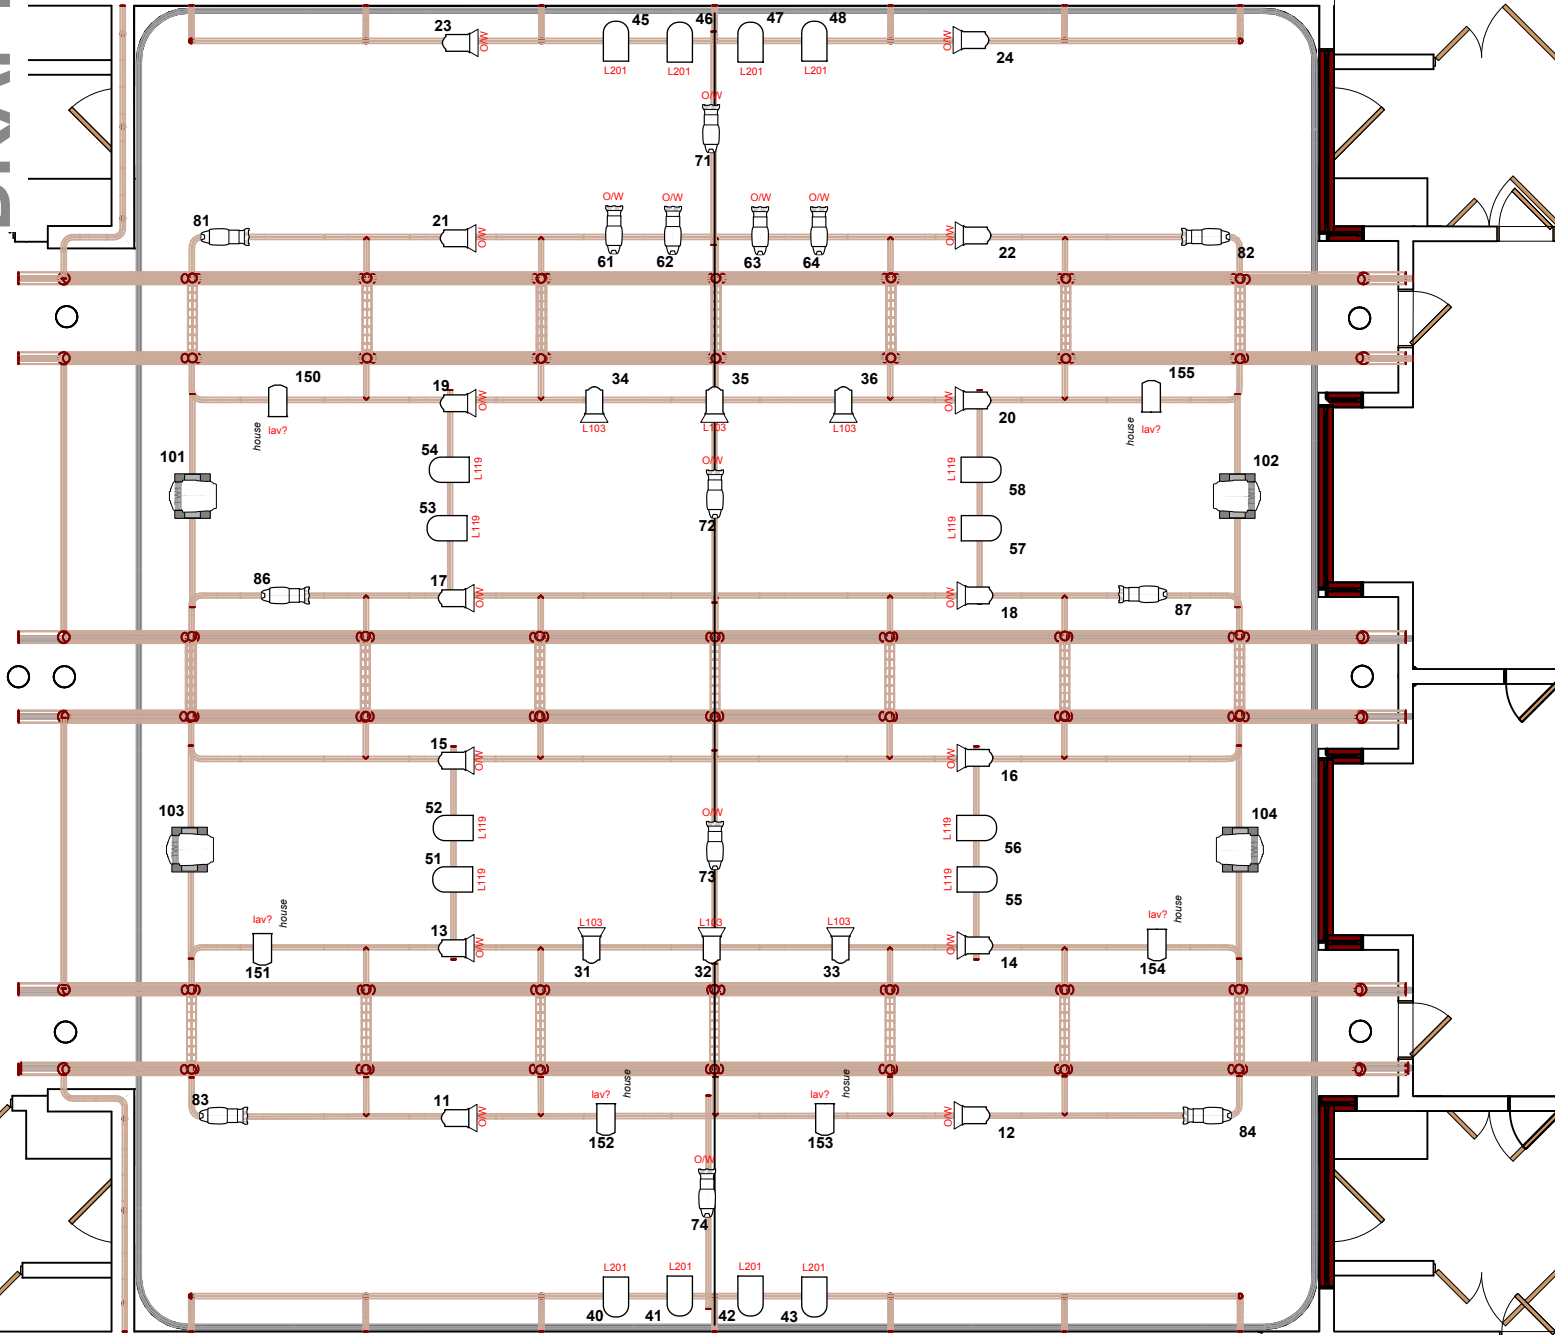 23
45
46
47
48
24
O/W
L201
L201
L201
L201
O/W
O/W
71
O/W
O/W
O/W
O/W
81
21
O/W
61
62
63
64
O/W
22
82
150
19
34
35
36
20
155
O/W
O/W
house
lav?
L103
L103
L103
house
lav?
101
54
L119
O/W
L119
58
102
53
L119
72
L119
57
86
17
O/W
O/W
18
87
15
O/W
O/W
16
103
52
L119
O/W
L119
56
104
51
L119
73
L119
55
lav?
house
13
O/W
L103
L103
L103
O/W
14
lav?
house
151
31
32
33
154
83
11
O/W
lav?
house
lav?
hosue
O/W
12
84
152
153
O/W
74
L201
L201
L201
L201
40
41
42
43